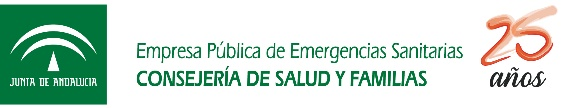 JUNTA DE ANDALUCIA
Empresa Pública de Emergencias Sanitarias
CONSEJERÍA DE SALUD Y FAMILIAS
25
años